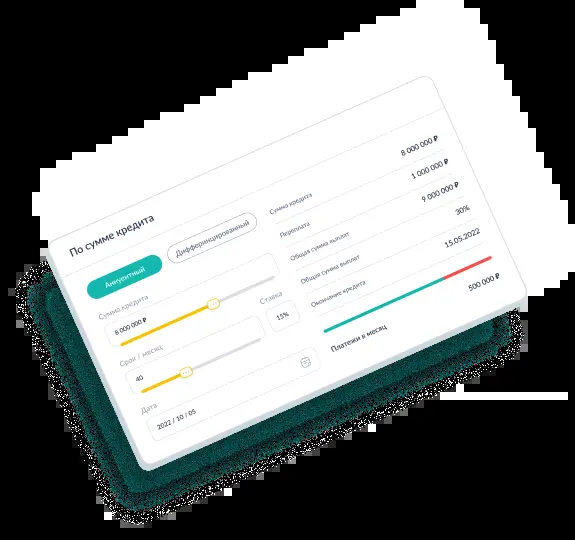 По сумме кредита
Аннуентный
Дифференцированный
Сумма кредита
8 000 000 ₽
Срок / месяц
Ставка
40
15%
Дата
2022 / 10 / 05
Сумма кредита
8 000 000 ₽
Переплата
1 000 000 ₽
Общая сумма выплат
9 000 000 ₽
Общая сумма выплат
30%
Окончание кредита
15.05.2022
Платежи в месяц
500 000 ₽